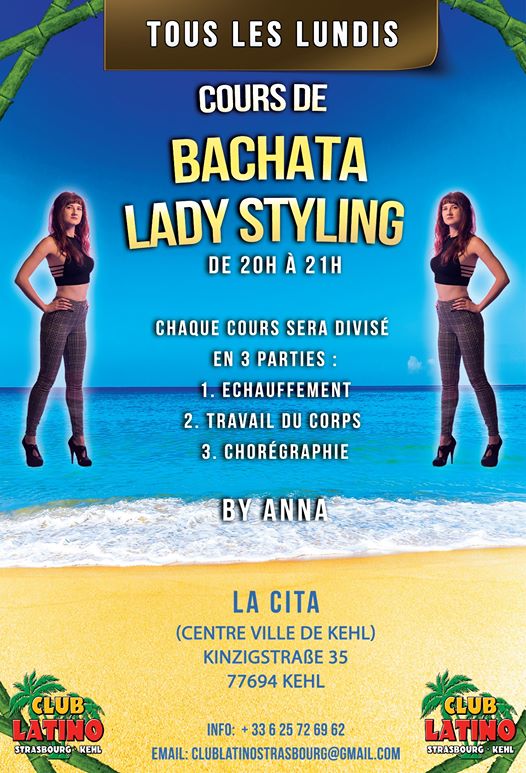 TOUS LES LUNDIS
COURS DE
BACHATA
LADY STYLING
DE 20H À 21H
CHAQUE COURS SERA DIVISÉ
EN 3 PARTIES :
1. ECHAUFFEMENT
2. TRAVAIL DU CORPS
3. CHORÉGRAPHIE
BY ANNA
LA CITA
(CENTRE VILLE DE KEHL)
KINZIGSTRAßE 35
77694 KEHL
CLUB
LATINO
STRASBOURG - KEHL
CLUB
LATINO
STRASBOURG - KEHL
INFO: + 33 6 25 72 69 62
EMAIL: CLUBLATINOSTRASBOURG@GMAIL.COM